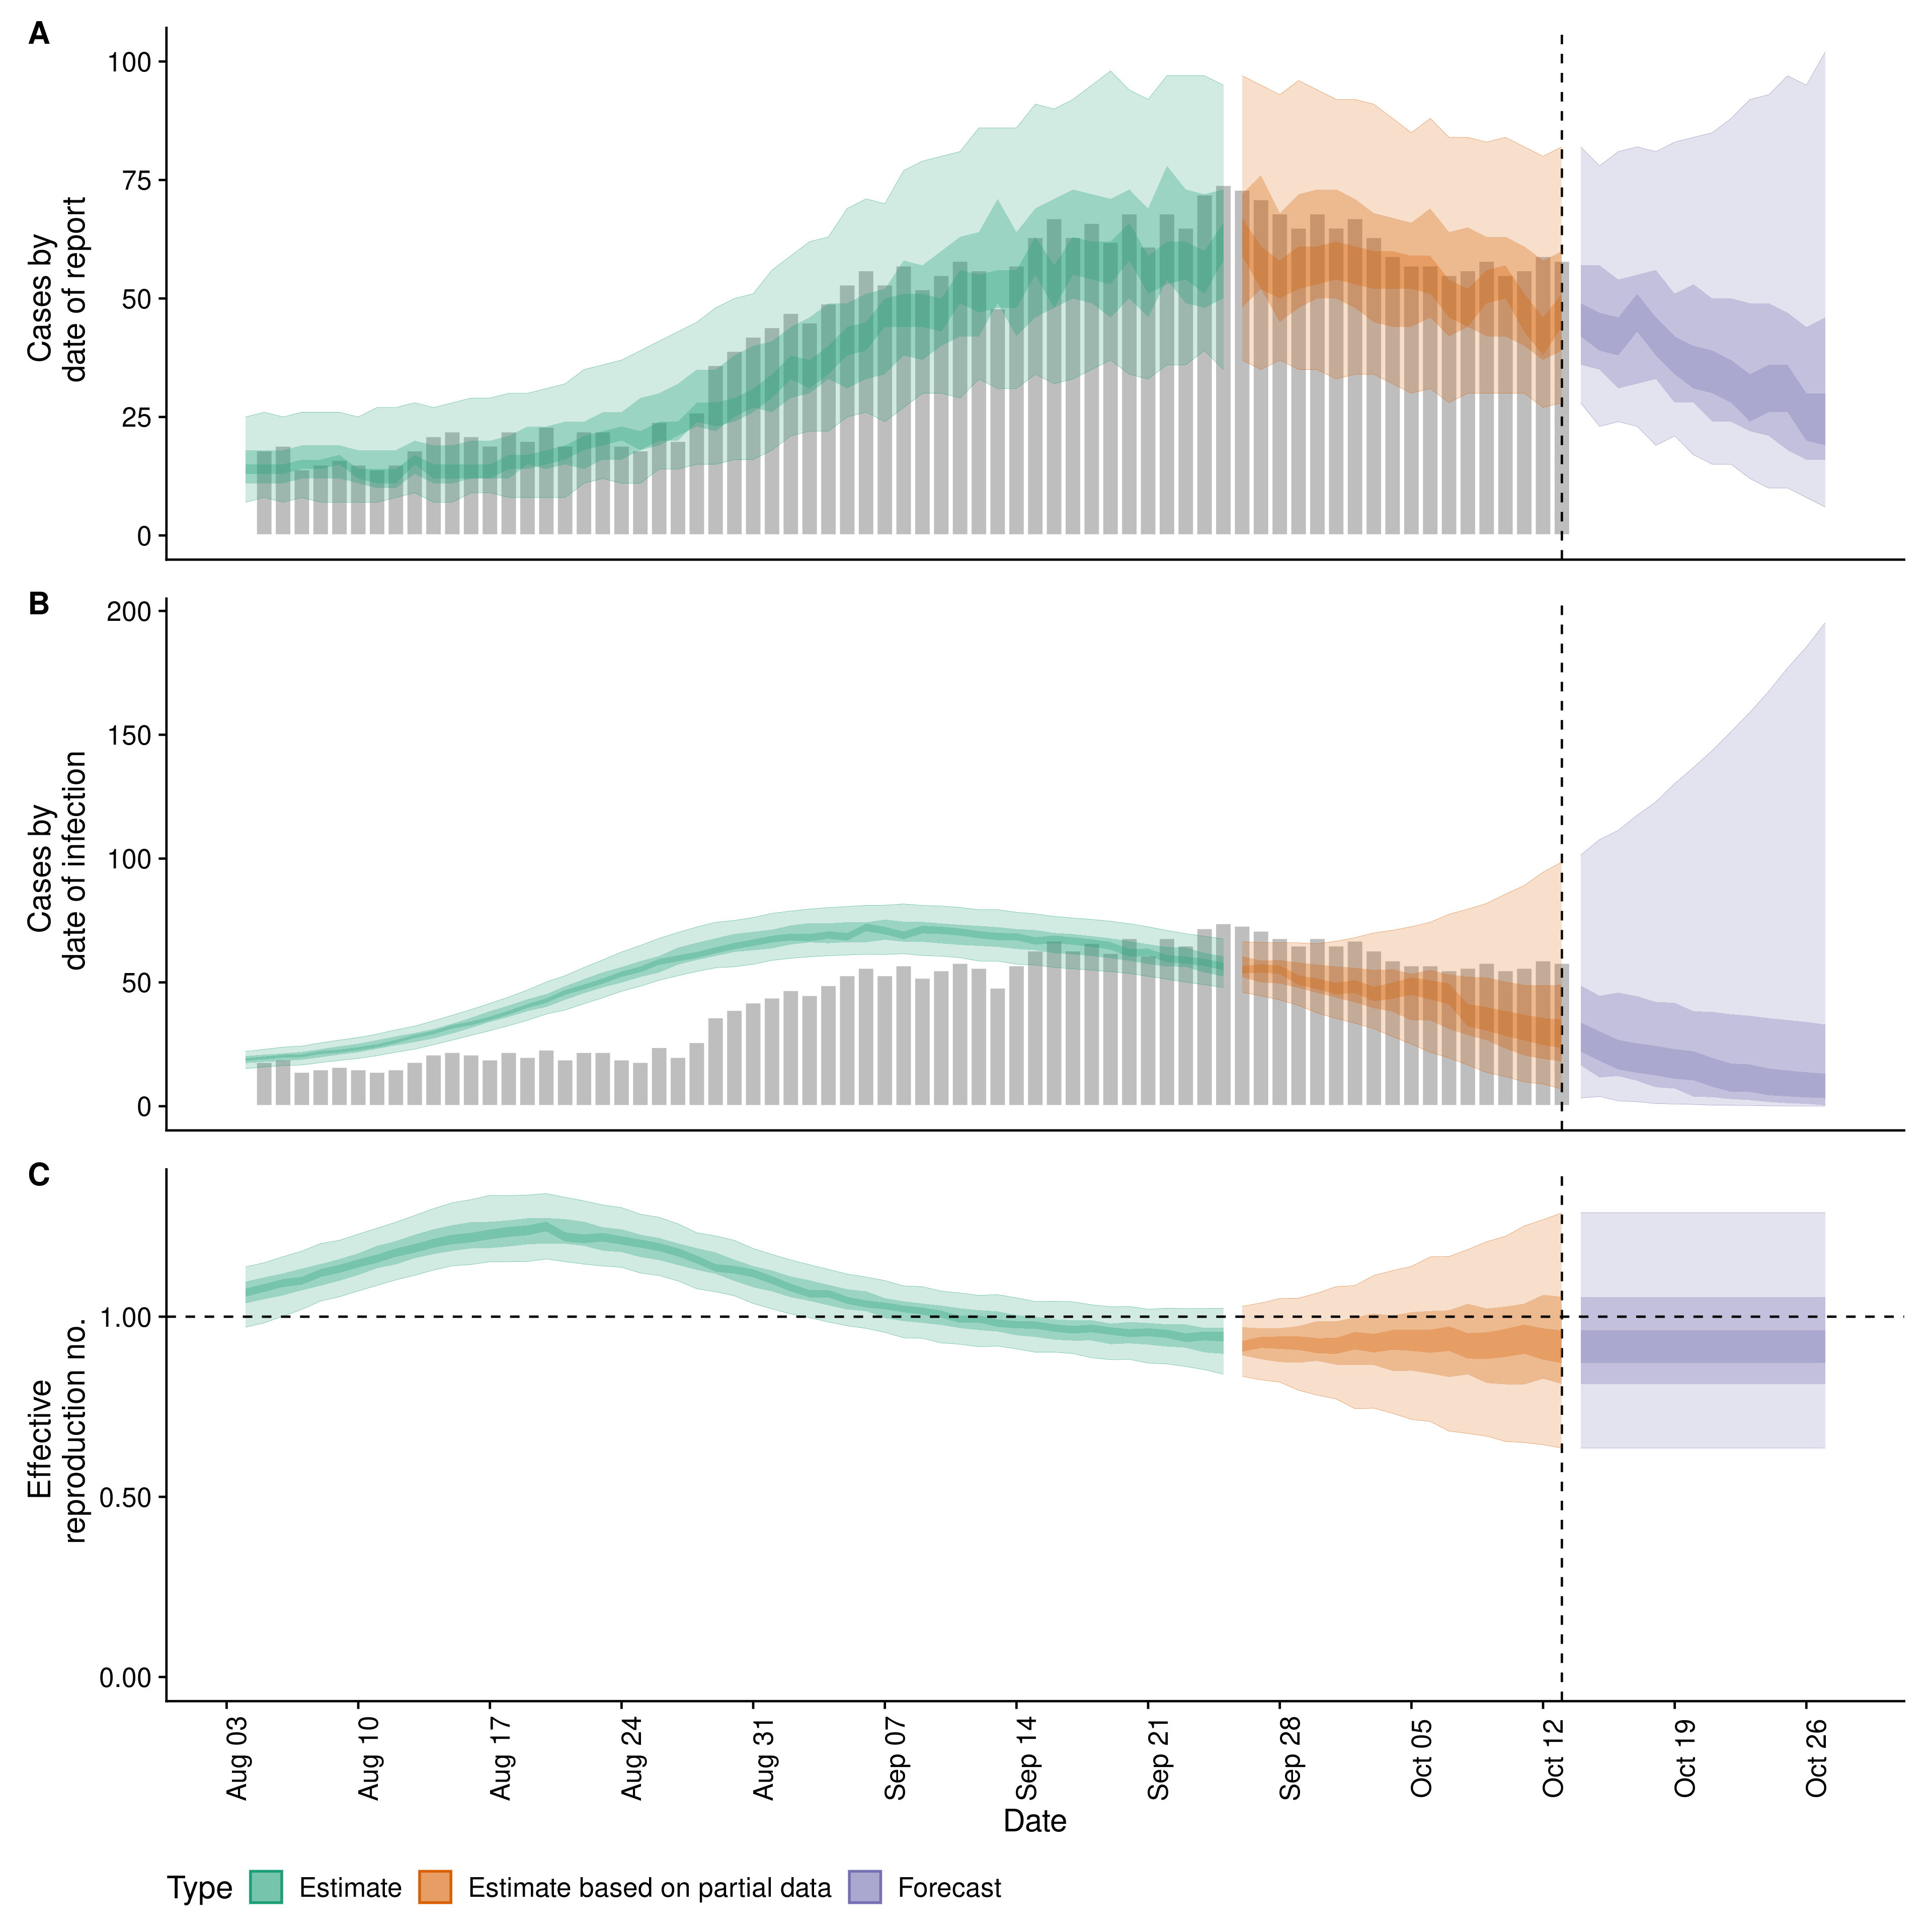 A
100
75
50
25
0
Cases by
date of report
B
200
150
100
50
0
Cases by
date of infection
C
1.00
0.50
0.00
Effective
reproduction no.
Aug 03
Aug 10
Aug 17
Aug 24
Aug 31
Sep 07
Sep 14
Sep 21
Sep 28
Oct 05
Oct 12
Oct 19
Oct 26
Date
Type Estimate Estimate based on partial data Forecast